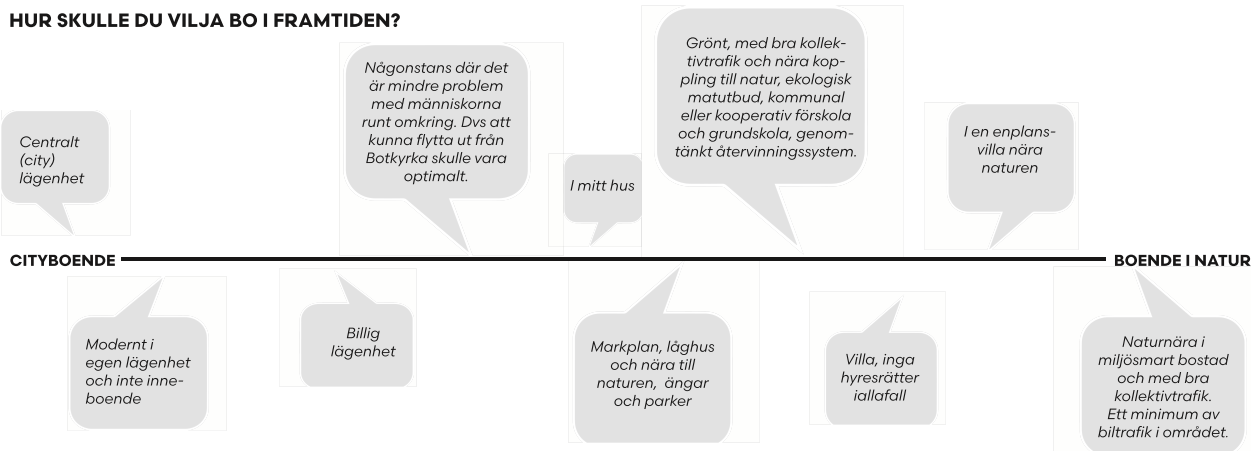 HUR SKULLE DU VILJA BO I FRAMTIDEN?
Centralt
(city)
lägenhet
Någonstans där det
är mindre problem
med människorna
runt omkring. Dvs att
kunna flytta ut från
Botkyrka skulle vara
optimalt.
I mitt hus
Grönt, med bra kollek-
tivtrafik och nära kop-
pling till natur, ekologisk
matutbud, kommunal
eller kooperativ förskola
och grundskola, genom-
tänkt återvinningssystem.
I en enplans-
villa nära
naturen
CITYBOENDE
BOENDE I NATUR
Modernt i
egen lägenhet
och inte inne-
boende
Billig
lägenhet
Markplan, låghus
och nära till
naturen, ängar
och parker
Villa, inga
hyresrätter
iallafall
Naturnära i
miljösmart bostad
och med bra
kollektivtrafik.
Ett minimum av
biltrafik i området.